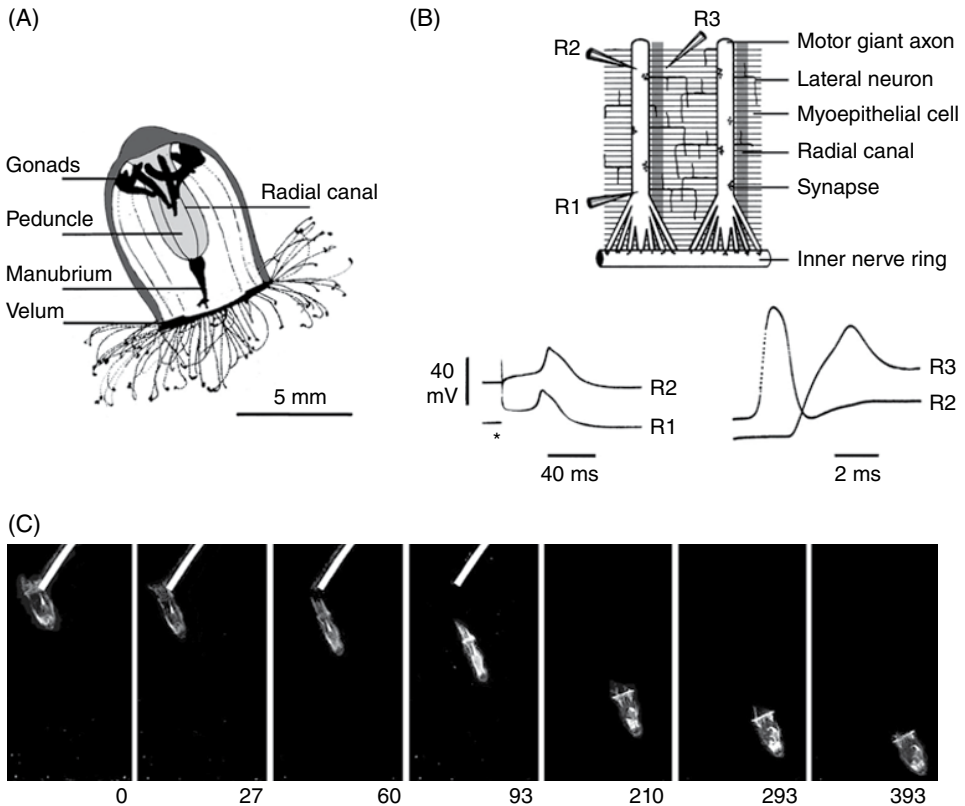 (A)
Gonads
Peduncle
Manubrium
Velum
Radial canal
5 mm
(B)
R2
R3
R1
Motor giant axon
Lateral neuron
Myoepithelial cell
Radial canal
Synapse
Inner nerve ring
40
mV
R2
R1
*
40 ms
R3
R2
2 ms
(C)
0 27 60 93 210 293 393